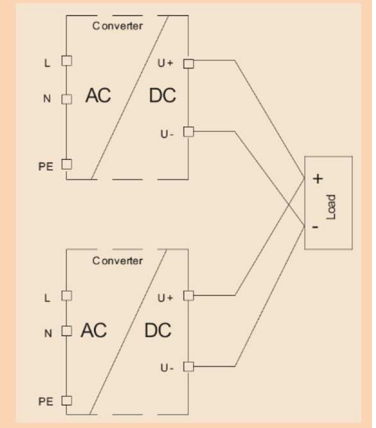 Converter
L
U+
N
AC
DC
U-
PE
+
-
Load
Converter
L
U+
N
AC
DC
U-
PE